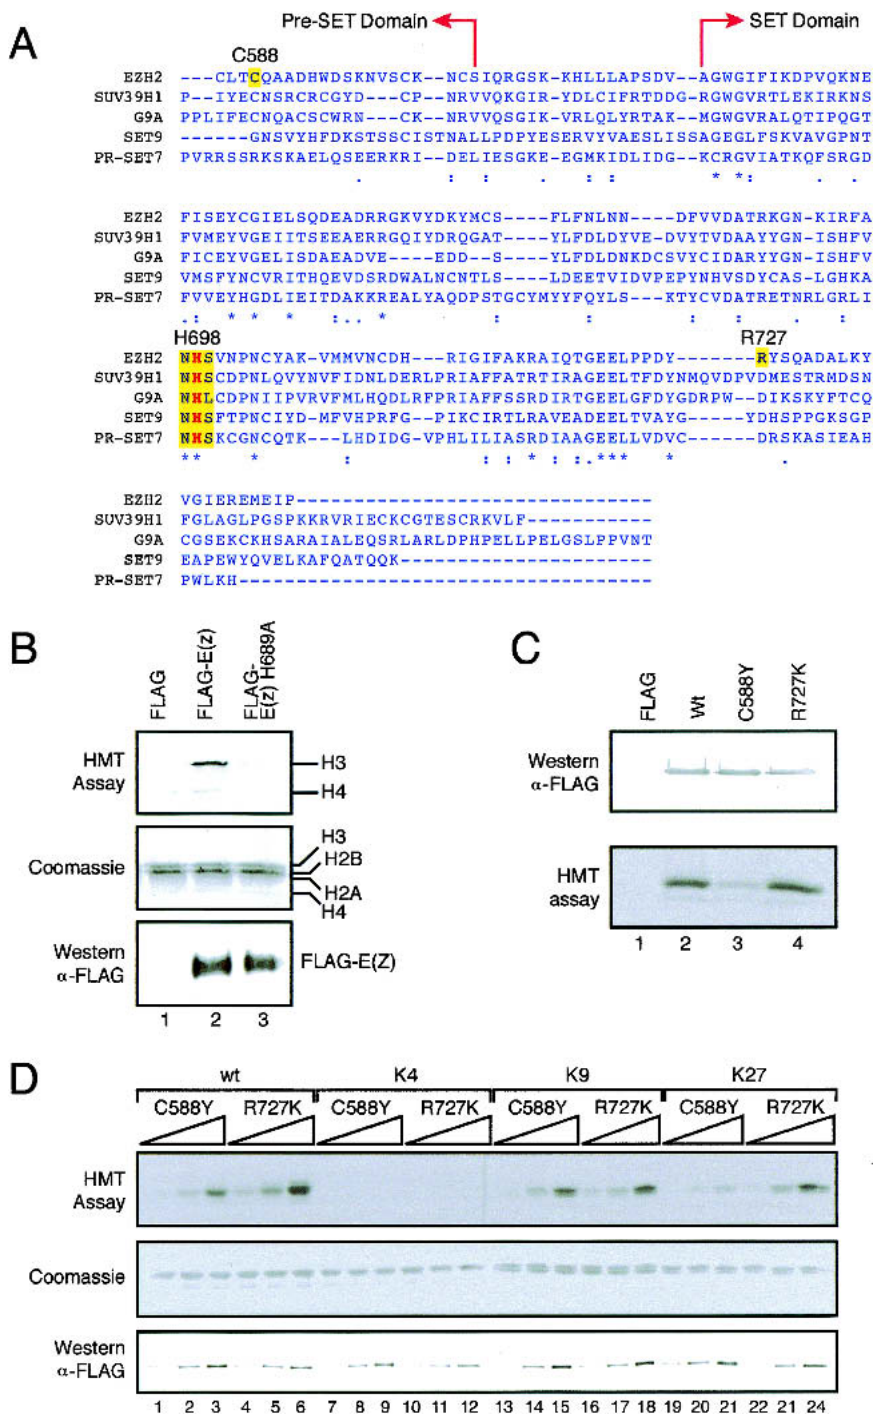 A
Pre-SET Domain
SET Domain
C588
EZH2 ---CLTCQAADHWDSKNVSCK--NCSIQRGSK-KHLLLAPSDV--AGWGIFIKDPVQKNE
SUV39H1 P--IYECNSRCRCGYD---CP--NRVVQKGIR-YDLCIFRTDDG-RGWGVRTLEKIRKNS
G9A PPLIFECNQACSCWRN---CKN--RVVQSGIK-VRLQLYRTAK--MGWGVRALQTIPQGT
SET9 -----GNSVYHFDKSTSSCISTNALLPDPYESERVYVAESLISSAGEGLFSKVAVGPNT
PR-SET7 PVRRSSRKSKAELQSEERKRI--DELIESGKE-EGMKIDLIDG--KCRGVIATKQFSRGD
. : : . : : * *: . .
EZH2 FISEYCGIELSQDEADRRGKVYDKYMCS----FLFNLNN----DFVVDATRKGN-KIRFA
SUV39H1 FVMEYVGEIITSEEAERRGQIYDRQGAT----YLFDLDYVE-DVYTVDAAYYGN-ISHFV
G9A FICEYVGELISDAEADVE----DDD--S----YLFDLDNKDCSVYCIDARYYGN-ISHFV
SET9 VMSFYNCVRITHQEVDSRDWALNCNTLS----LDEETVIDVPEPYNHVSDYCAS-LGHKA
PR-SET7 FVVEYHGDLIEITDAKKREALYAQDPSTGCYMYYFQYLS----KTYCVDATRETNRLGRLI
.: * * * :.. * : : : :
H698
R727
EZH2 NHSVNPNCYAK-VMMVNCDH---RIGIFAKRAIQTGEELPPDY-------RYSQADALKY
SUV39H1 NHSCDPNLQVYNVFIDNLDERLPRIAFFATRTIRAGEELTFDYNMQVDPVDMESTRMDSN
G9A NHLCDPNIIPVRVFMLHQDLRFPRIAFFSSRDIRTGEELGFDYGDRPW--DIKSKYFTCQ
SET9 NHSFTPNCIYD-MFVHPRFG--PIKCIRTLRAVEADEELTVAYG------YDHSPPGKSGP
PR-SET7 NHSKCGNCQTK---LHDIDG-VPHLILIASRDIAAGEELLYDYG------DRSKASIEAH
** * : : : * :.*** * .
EZH2 VGIEREMEIP------------------------------
SUV39H1 FGLAGLPGSPKKRVRIECKCGTESCRKVLF-----------
G9A CGSEKCKHSARAIALEQSRLARLDPHPELLPELGSLPPVNT
SET9 EAPEWYQVELKAFQATQQK----------------------
PR-SET7 PWLKH------------------------------------
B
FLAG
FLAG-E(z)
FLAG-E(z) H689A
HMT Assay
H3
H4
Coomassie
H3
H2B
H2A
H4
Western α-FLAG
FLAG-E(Z)
1 2 3
C
FLAG
Wt
C588Y
R727K
Western α-FLAG
HMT assay
1 2 3 4
D
wt K4 K9 K27
C588Y R727K C588Y R727K C588Y R727K C588Y R727K
HMT Assay
Coomassie
Western α-FLAG
1 2 3 4 5 6 7 8 9 10 11 12 13 14 15 16 17 18 19 20 21 22 21 24